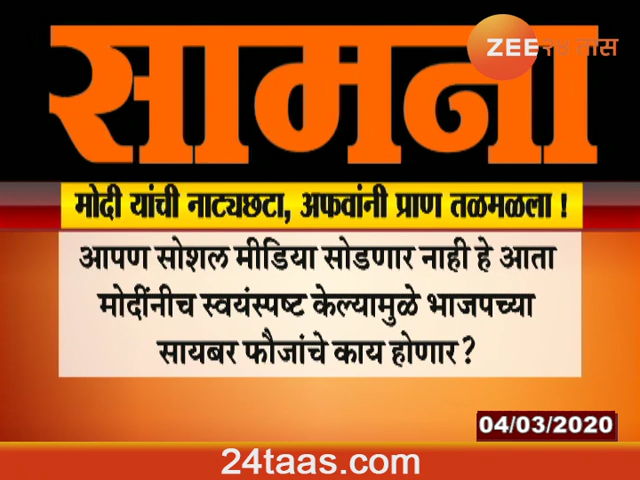 सामना
ZEE २४ तास
मोदी यांची नाट्यछटा, अफवांनी प्राण तळमळला !
आपण सोशल मीडिया सोडणार नाही हे आता
मोदींनीच स्वयंस्पष्ट केल्यामुळे भाजपच्या
सायबर फौजांचे काय होणार?
04/03/2020
24taas.com